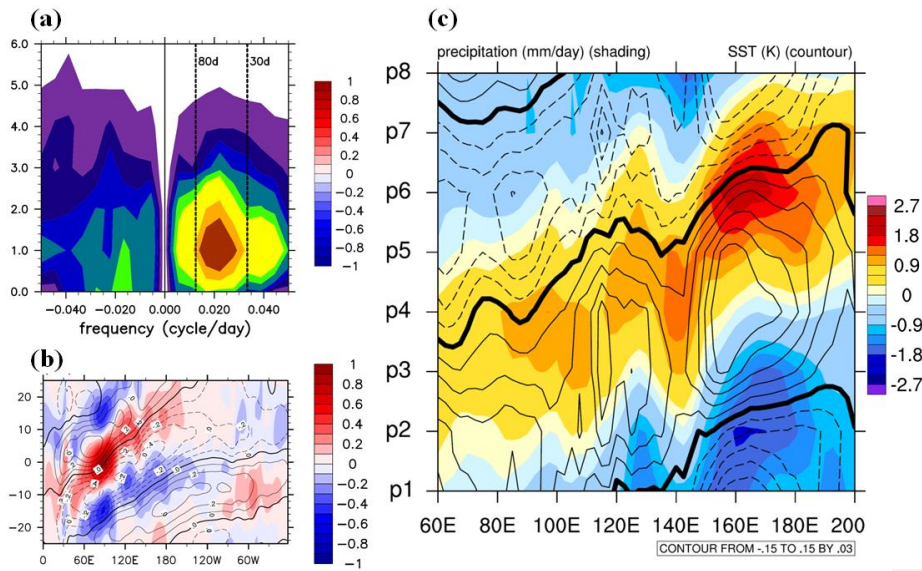 (a)
6.0
5.0
4.0
3.0
2.0
1.0
0.0
80d
30d
−0.040
−0.020
0.000
0.020
0.040
frequency (cycle/day)
1
0.8
0.6
0.4
0.2
0
−0.2
−0.4
−0.6
−0.8
−1
(b)
20
10
0
−10
−20
0
60E
120E
180
120W
60W
1
0.8
0.6
0.4
0.2
0
−0.2
−0.4
−0.6
−0.8
−1
(c)
precipitation (mm/day) (shading) SST (K) (contour)
p8
p7
p6
p5
p4
p3
p2
p1
60E 80E 100E 120E 140E 160E 180E 200
CONTOUR FROM -.15 TO .15 BY .03
2.7
1.8
0.9
0
-0.9
-1.8
-2.7